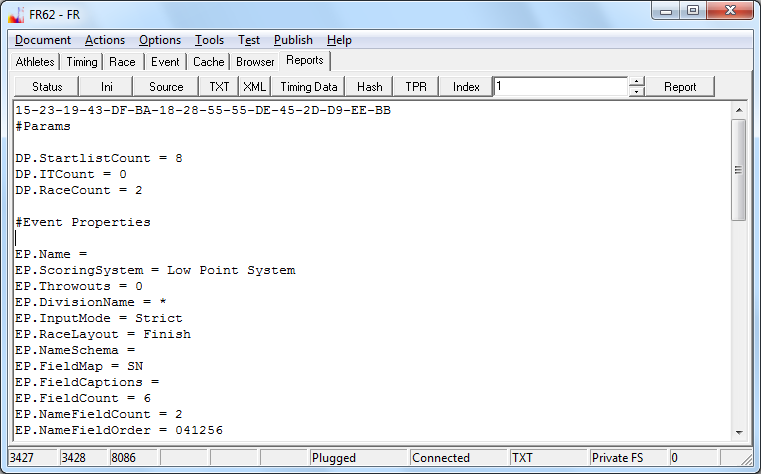 FR62 - FR
Document Actions Options Tools Test Publish Help
Athletes Timing Race Event Cache Browser Reports
Status Ini Source TXT XML Timing Data Hash TPR Index 1 Report
15-23-19-43-DF-BA-18-28-55-55-DE-45-2D-D9-EE-BB
#Params
DP.StartlistCount = 8
DP.ITCount = 0
DP.RaceCount = 2
#Event Properties
EP.Name =
EP.ScoringSystem = Low Point System
EP.Throwouts = 0
EP.DivisionName = *
EP.InputMode = Strict
EP.RaceLayout = Finish
EP.NameSchema =
EP.FieldMap = SN
EP.FieldCaptions =
EP.FieldCount = 6
EP.NameFieldCount = 2
EP.NameFieldOrder = 041256
3427 3428 8086 Plugged Connected TXT Private FS 0